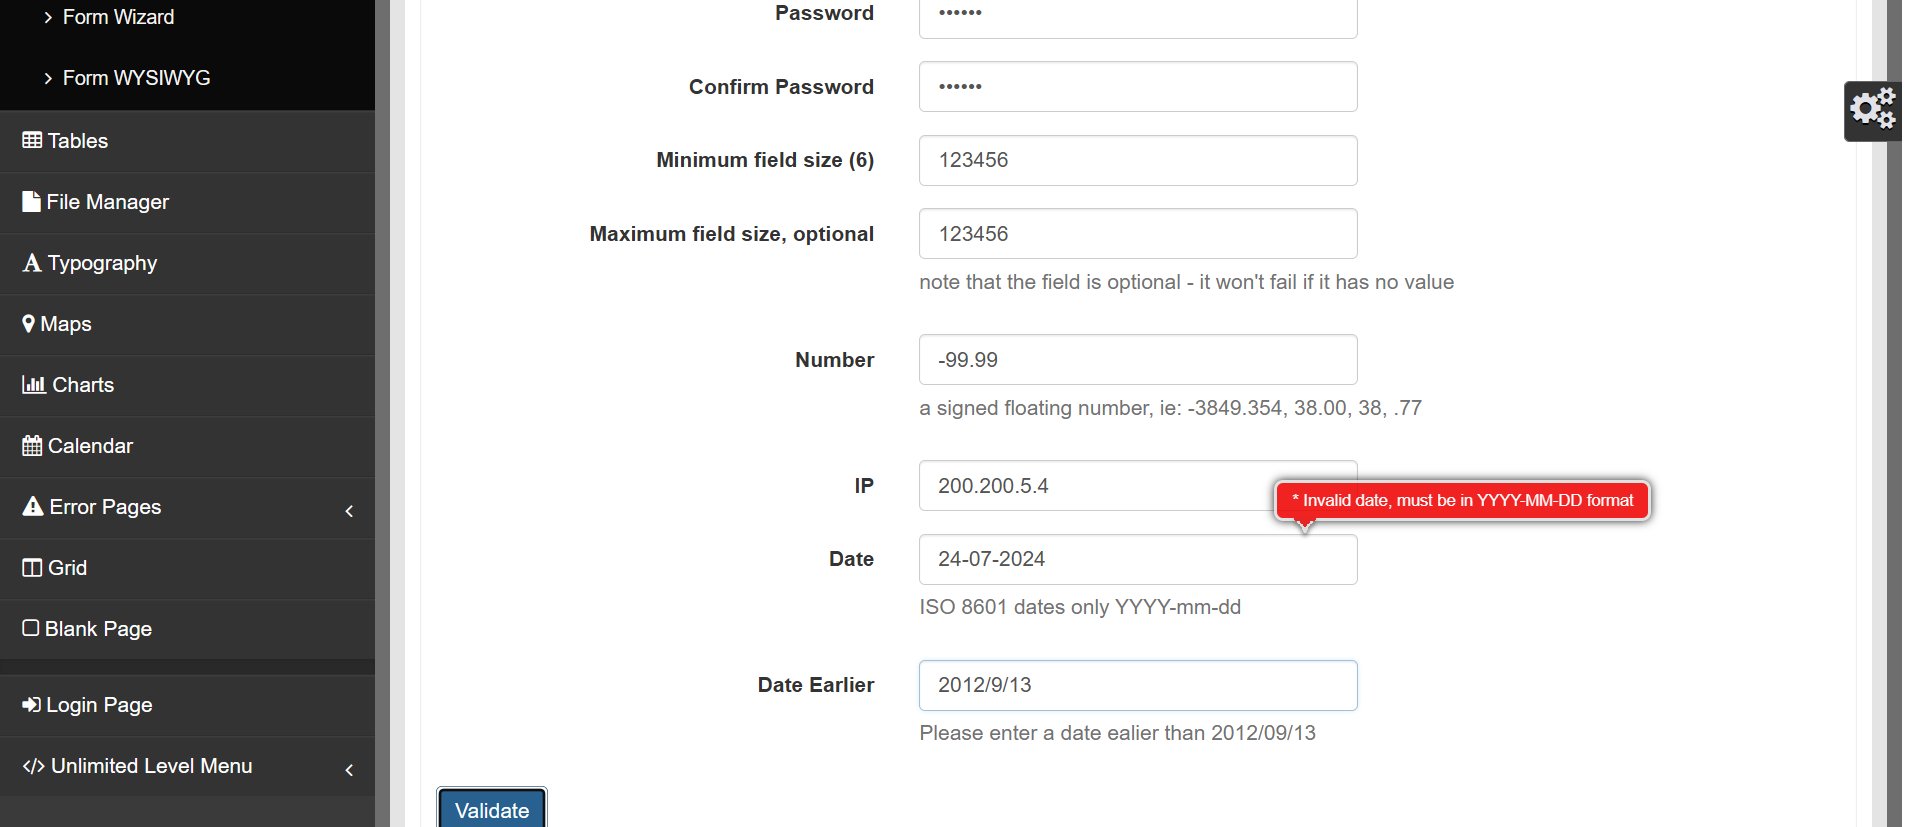 Form Wizard
Form WYSIWYG
Tables
File Manager
Typography
Maps
Charts
Calendar
Error Pages
Grid
Blank Page
Login Page
Unlimited Level Menu
Password
••••••
Confirm Password
••••••
Minimum field size (6)
123456
Maximum field size, optional
123456
note that the field is optional - it won't fail if it has no value
Number
-99.99
a signed floating number, ie: -3849.354, 38.00, 38, .77
IP
200.200.5.4
* Invalid date, must be in YYYY-MM-DD format
Date
24-07-2024
ISO 8601 dates only YYYY-mm-dd
Date Earlier
2012/9/13
Please enter a date ealier than 2012/09/13
Validate